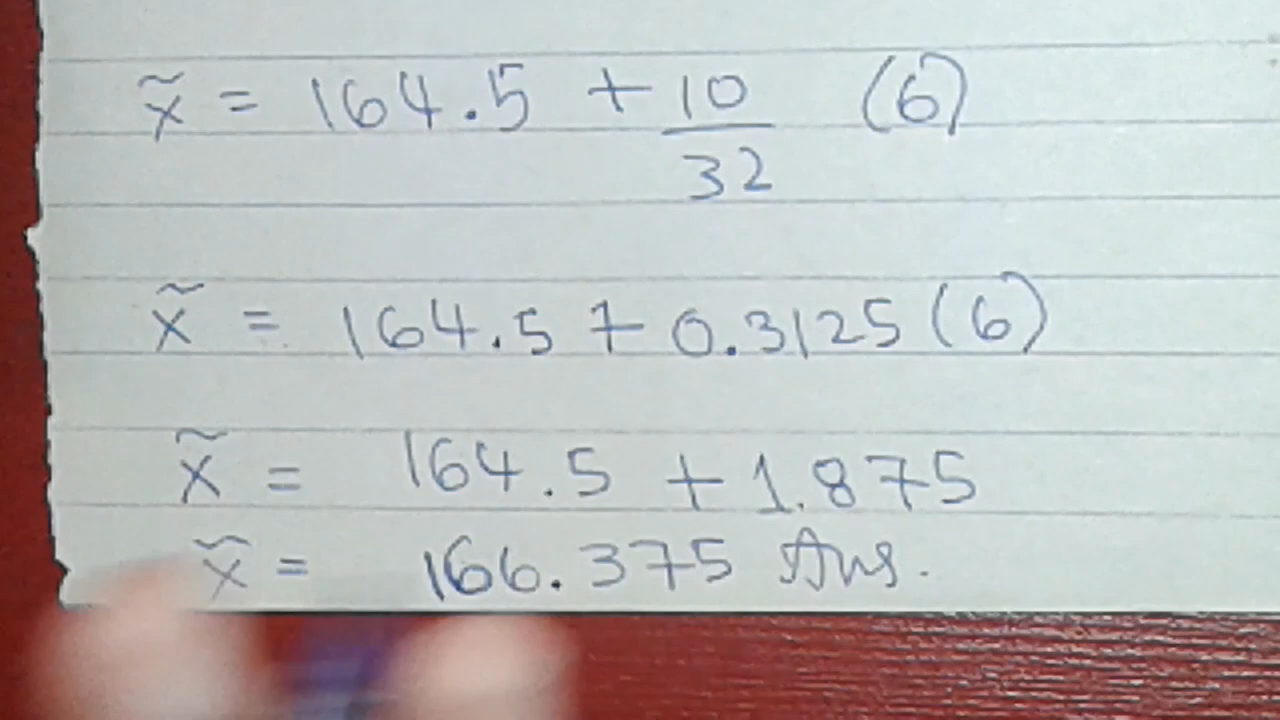 x̃ = 164.5 + 10/32 (6)
x̃ = 164.5 + 0.3125 (6)
x̃ = 164.5 + 1.875
x̃ = 166.375 Ans.